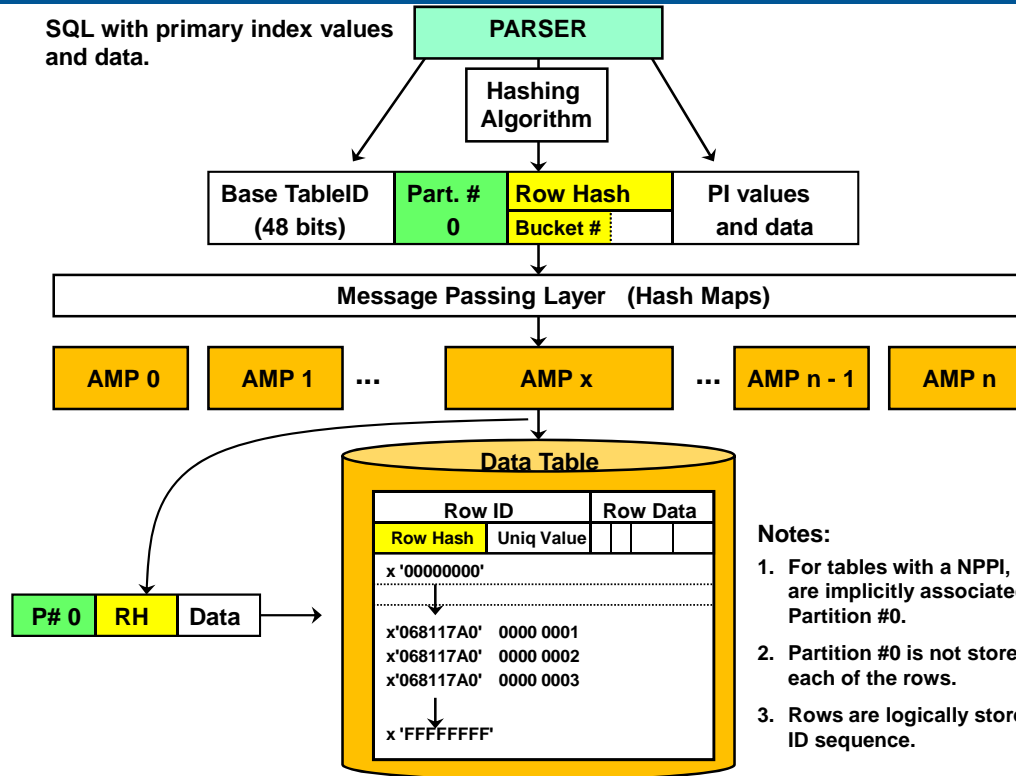 SQL with primary index values
and data.
PARSER
Hashing
Algorithm
Base TableID
(48 bits)
Part. #
0
Row Hash
Bucket #
PI values
and data
Message Passing Layer (Hash Maps)
AMP 0
AMP 1
...
AMP x
...
AMP n - 1
AMP n
Data Table
Row ID
Row Data
Row Hash
Uniq Value
x '00000000'
x'068117A0' 0000 0001
x'068117A0' 0000 0002
x'068117A0' 0000 0003
x 'FFFFFFFF'
P# 0
RH
Data
Notes:
1. For tables with a NPPI,
are implicitly associate
Partition #0.
2. Partition #0 is not store
each of the rows.
3. Rows are logically store
ID sequence.